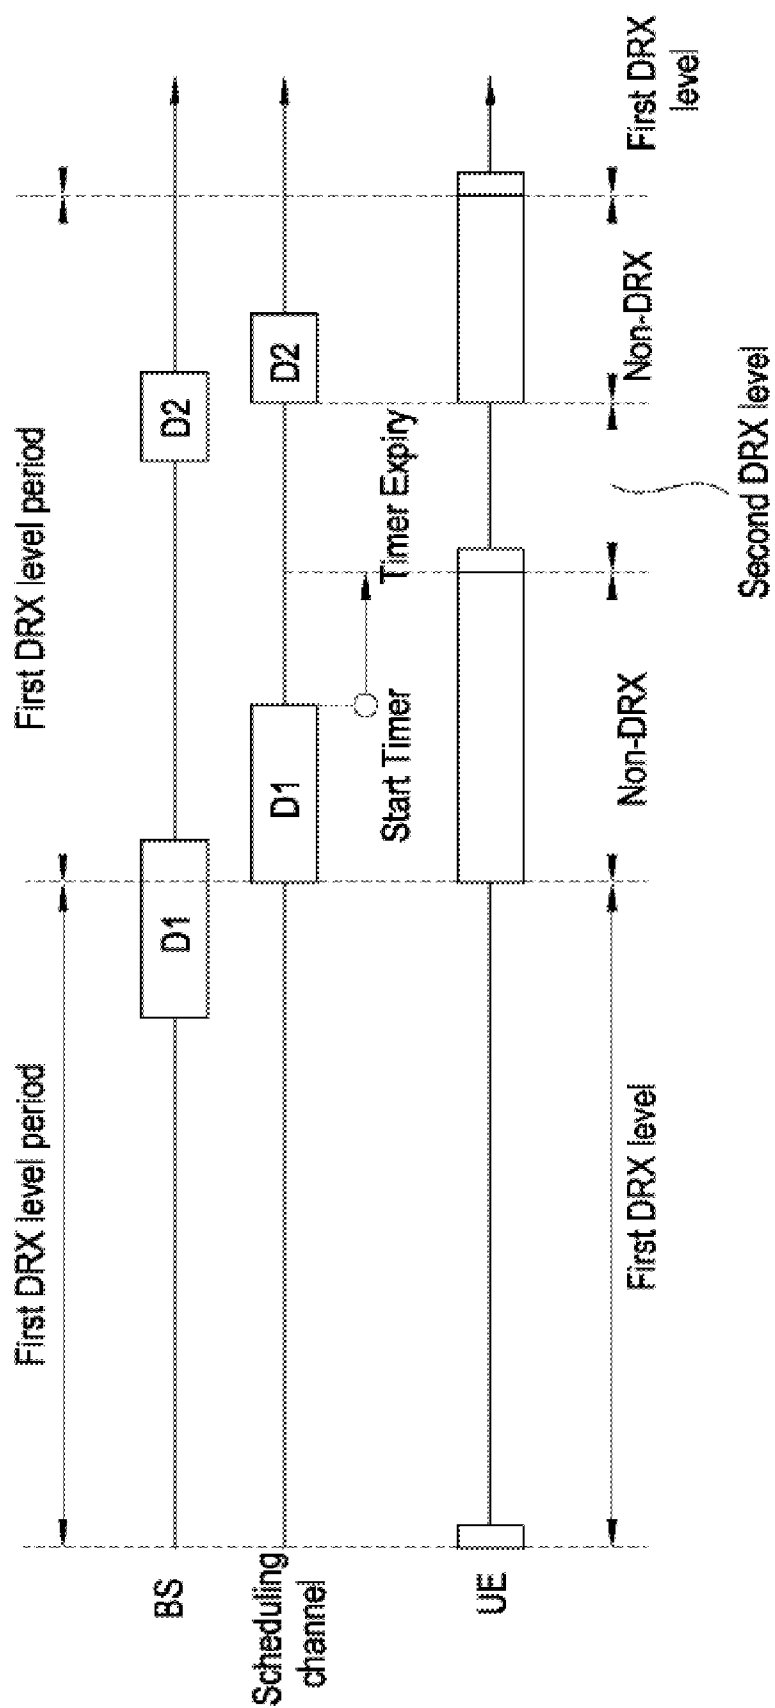 First DRX level period
First DRX level period
BS
D1
D2
Scheduling
channel
D1
D2
Start Timer
Timer Expiry
UE
First DRX level
Non-DRX
Non-DRX
First DRX
level
Second DRX level